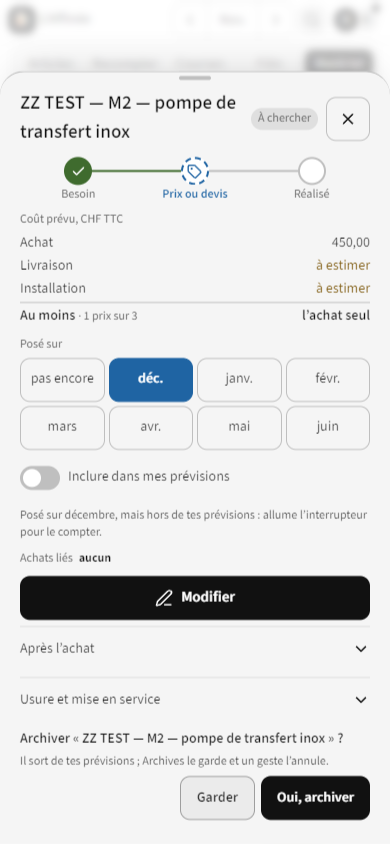 ZZ TEST — M2 — pompe de
transfert inox
À chercher
Besoin
Prix ou devis
Réalisé
Coût prévu, CHF TTC
Achat 450,00
Livraison à estimer
Installation à estimer
Au moins · 1 prix sur 3 l’achat seul
Posé sur
pas encore déc. janv. févr.
mars avr. mai juin
Inclure dans mes prévisions
Posé sur décembre, mais hors de tes prévisions : allume l’interrupteur
pour le compter.
Achats liés aucun
Modifier
Après l’achat
Usure et mise en service
Archiver « ZZ TEST — M2 — pompe de transfert inox » ?
Il sort de tes prévisions ; Archives le garde et un geste l’annule.
Garder Oui, archiver